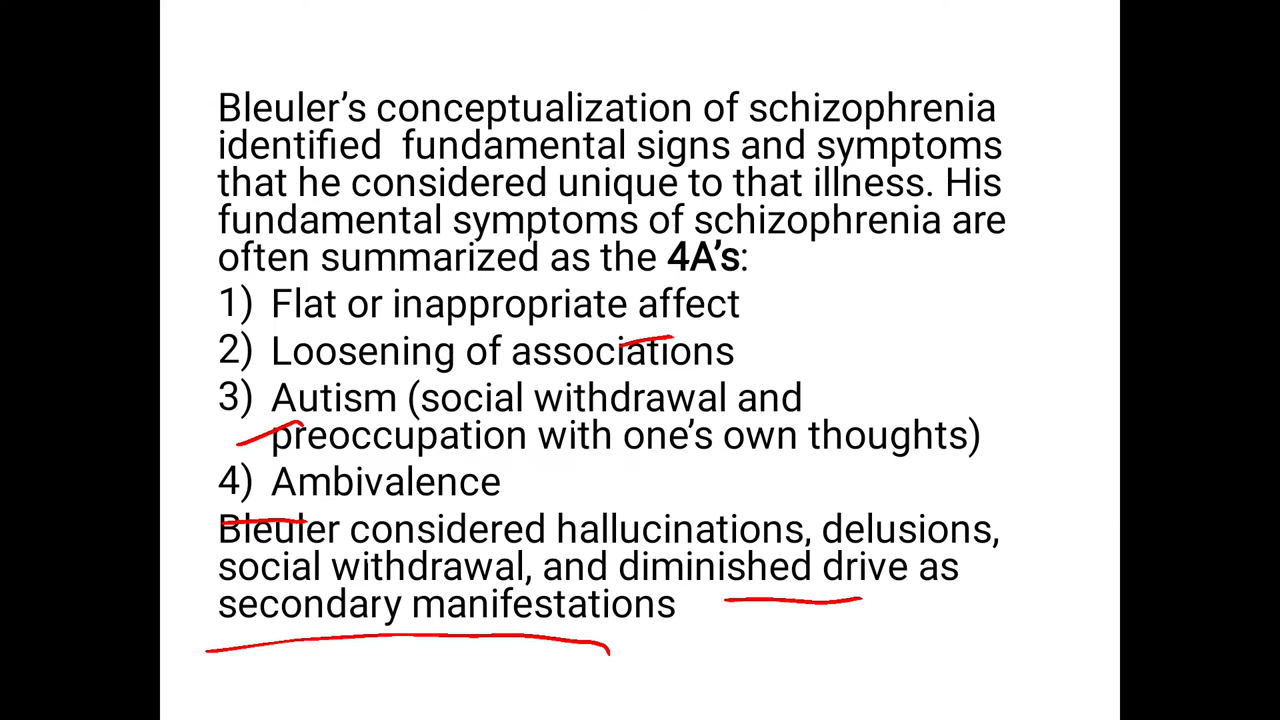 Bleuler’s conceptualization of schizophrenia
identified  fundamental signs and symptoms
that he considered unique to that illness. His
fundamental symptoms of schizophrenia are
often summarized as the 4A’s:
1) Flat or inappropriate affect
2) Loosening of associations
3) Autism (social withdrawal and
preoccupation with one’s own thoughts)
4) Ambivalence
Bleuler considered hallucinations, delusions,
social withdrawal, and diminished drive as
secondary manifestations